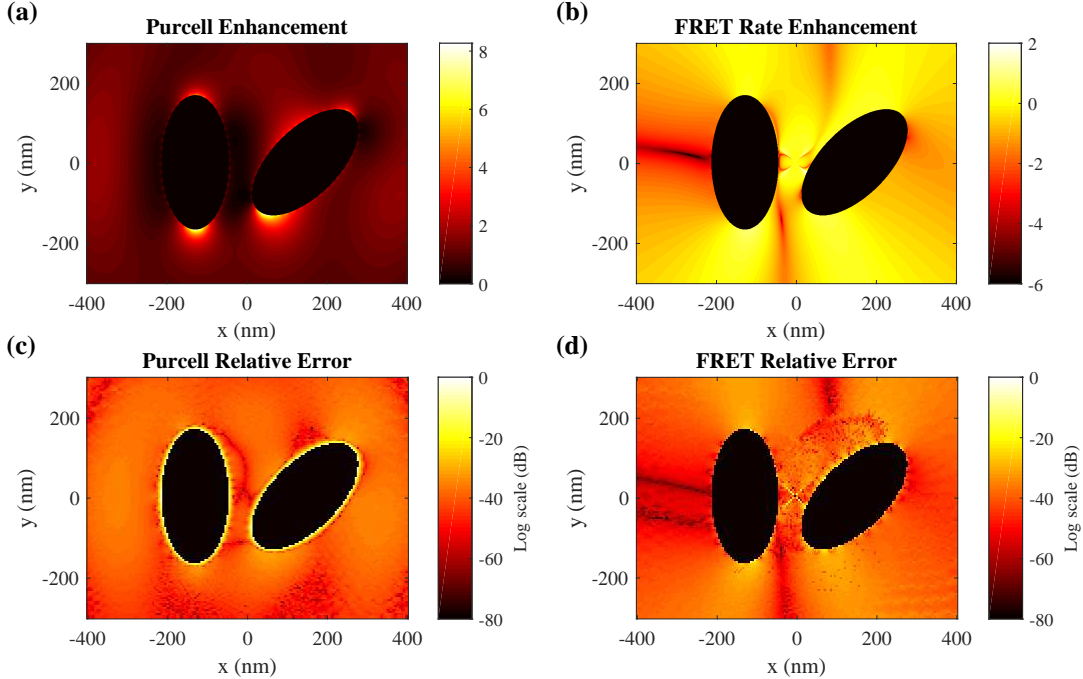 (a)
Purcell Enhancement
y (nm)
200
0
-200
-400 -200 0 200 400
x (nm)
8
6
4
2
0
(b)
FRET Rate Enhancement
y (nm)
200
0
-200
-400 -200 0 200 400
x (nm)
2
0
-2
-4
-6
(c)
Purcell Relative Error
y (nm)
200
0
-200
-400 -200 0 200 400
x (nm)
0
-20
-40
-60
-80
Log scale (dB)
(d)
FRET Relative Error
y (nm)
200
0
-200
-400 -200 0 200 400
x (nm)
0
-20
-40
-60
-80
Log scale (dB)